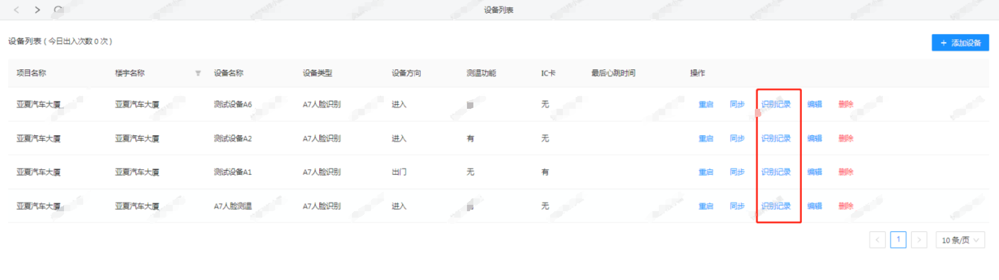 设备列表
设备列表 ( 今日出入次数 0 次 )
+ 添加设备
项目名称 楼宇名称 设备名称 设备类型 设备方向 测温功能 IC卡 最后心跳时间 操作
亚夏汽车大厦 亚夏汽车大厦 测试设备A6 A7人脸识别 进入 无 重启 同步 识别记录 编辑 删除
亚夏汽车大厦 亚夏汽车大厦 测试设备A2 A7人脸识别 进入 有 无 重启 同步 识别记录 编辑 删除
亚夏汽车大厦 亚夏汽车大厦 测试设备A1 A7人脸识别 出门 无 有 重启 同步 识别记录 编辑 删除
亚夏汽车大厦 亚夏汽车大厦 A7人脸测温 A7人脸识别 进入 无 重启 同步 识别记录 编辑 删除
< 1 > 10 条/页